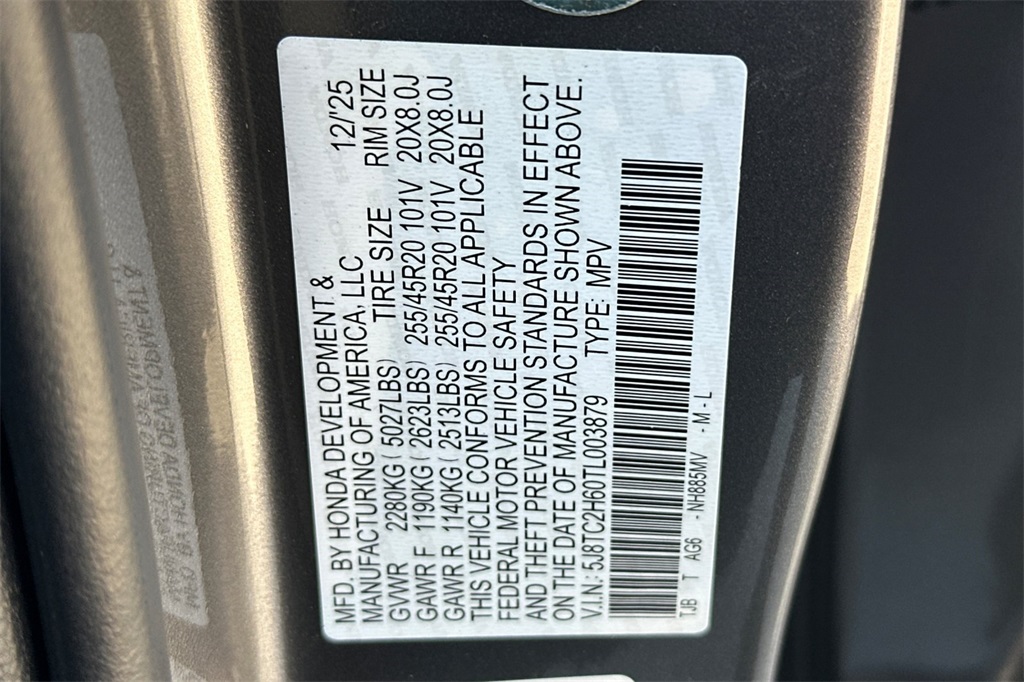 MFD. BY HONDA DEVELOPMENT & 12/'25
MANUFACTURING OF AMERICA, LLC TIRE SIZE RIM SIZE
GVWR 2280KG ( 5027LBS)
GAWR F 1190KG ( 2623LBS) 255/45R20 101V 20X8.0J
GAWR R 1140KG ( 2513LBS) 255/45R20 101V 20X8.0J
THIS VEHICLE CONFORMS TO ALL APPLICABLE
FEDERAL MOTOR VEHICLE SAFETY
AND THEFT PREVENTION STANDARDS IN EFFECT
ON THE DATE OF MANUFACTURE SHOWN ABOVE.
V.I.N.: 5J8TC2H60TL003879 TYPE: MPV
TJB T AG6 - NH885MV - M - L